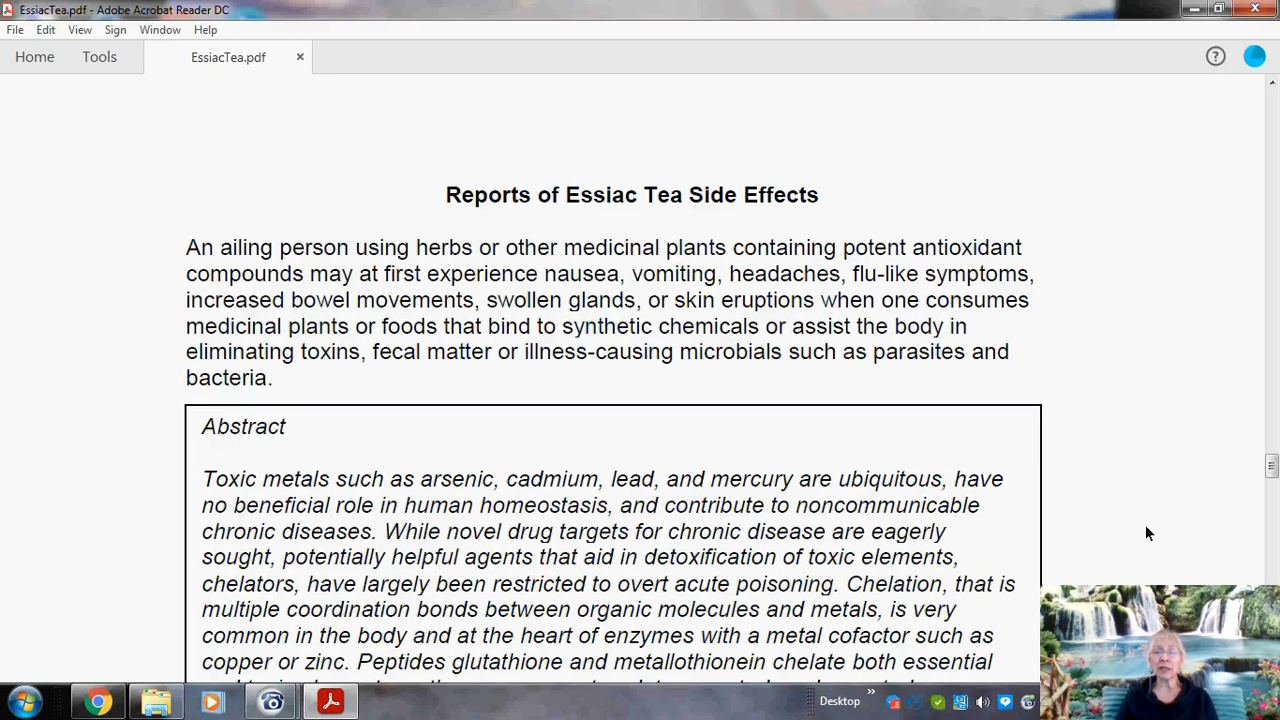 EssiacTea.pdf - Adobe Acrobat Reader DC
File Edit View Sign Window Help
Home Tools EssiacTea.pdf ×
Reports of Essiac Tea Side Effects
An ailing person using herbs or other medicinal plants containing potent antioxidant
compounds may at first experience nausea, vomiting, headaches, flu-like symptoms,
increased bowel movements, swollen glands, or skin eruptions when one consumes
medicinal plants or foods that bind to synthetic chemicals or assist the body in
eliminating toxins, fecal matter or illness-causing microbials such as parasites and
bacteria.
Abstract
Toxic metals such as arsenic, cadmium, lead, and mercury are ubiquitous, have
no beneficial role in human homeostasis, and contribute to noncommunicable
chronic diseases. While novel drug targets for chronic disease are eagerly
sought, potentially helpful agents that aid in detoxification of toxic elements,
chelators, have largely been restricted to overt acute poisoning. Chelation, that is
multiple coordination bonds between organic molecules and metals, is very
common in the body and at the heart of enzymes with a metal cofactor such as
copper or zinc. Peptides glutathione and metallothionein chelate both essential
Desktop »